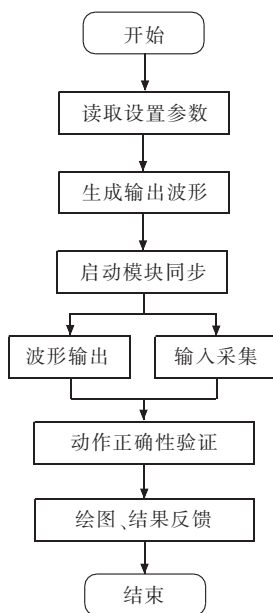 开始
读取设置参数
生成输出波形
启动模块同步
波形输出
输入采集
动作正确性验证
绘图、结果反馈
结束